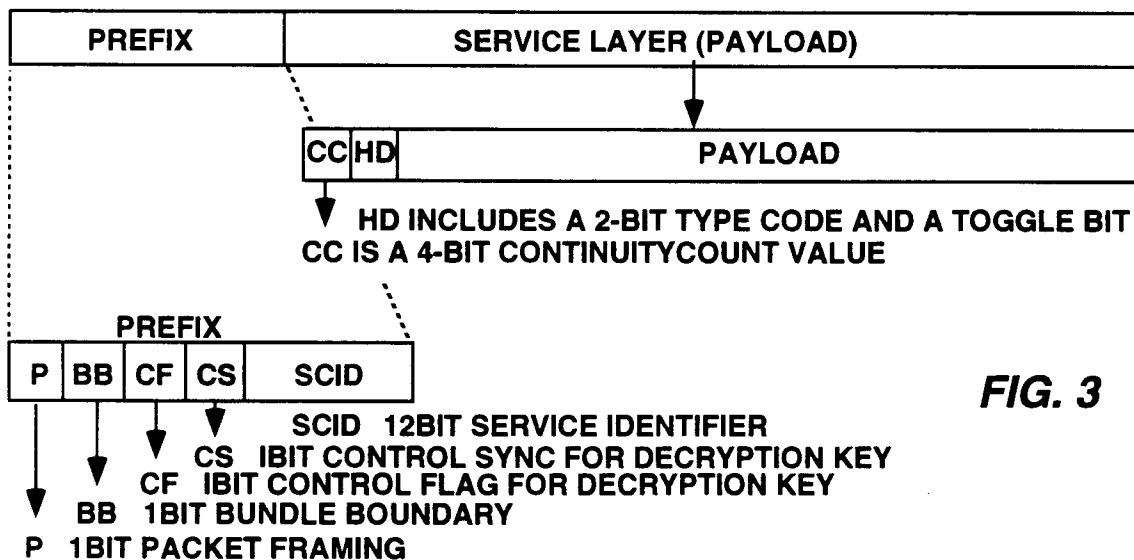 PREFIX SERVICE LAYER (PAYLOAD)
CC HD PAYLOAD
HD INCLUDES A 2-BIT TYPE CODE AND A TOGGLE BIT
CC IS A 4-BIT CONTINUITYCOUNT VALUE
PREFIX
P BB CF CS SCID
FIG. 3
SCID 12BIT SERVICE IDENTIFIER
CS IBIT CONTROL SYNC FOR DECRYPTION KEY
CF IBIT CONTROL FLAG FOR DECRYPTION KEY
BB 1BIT BUNDLE BOUNDARY
P 1BIT PACKET FRAMING